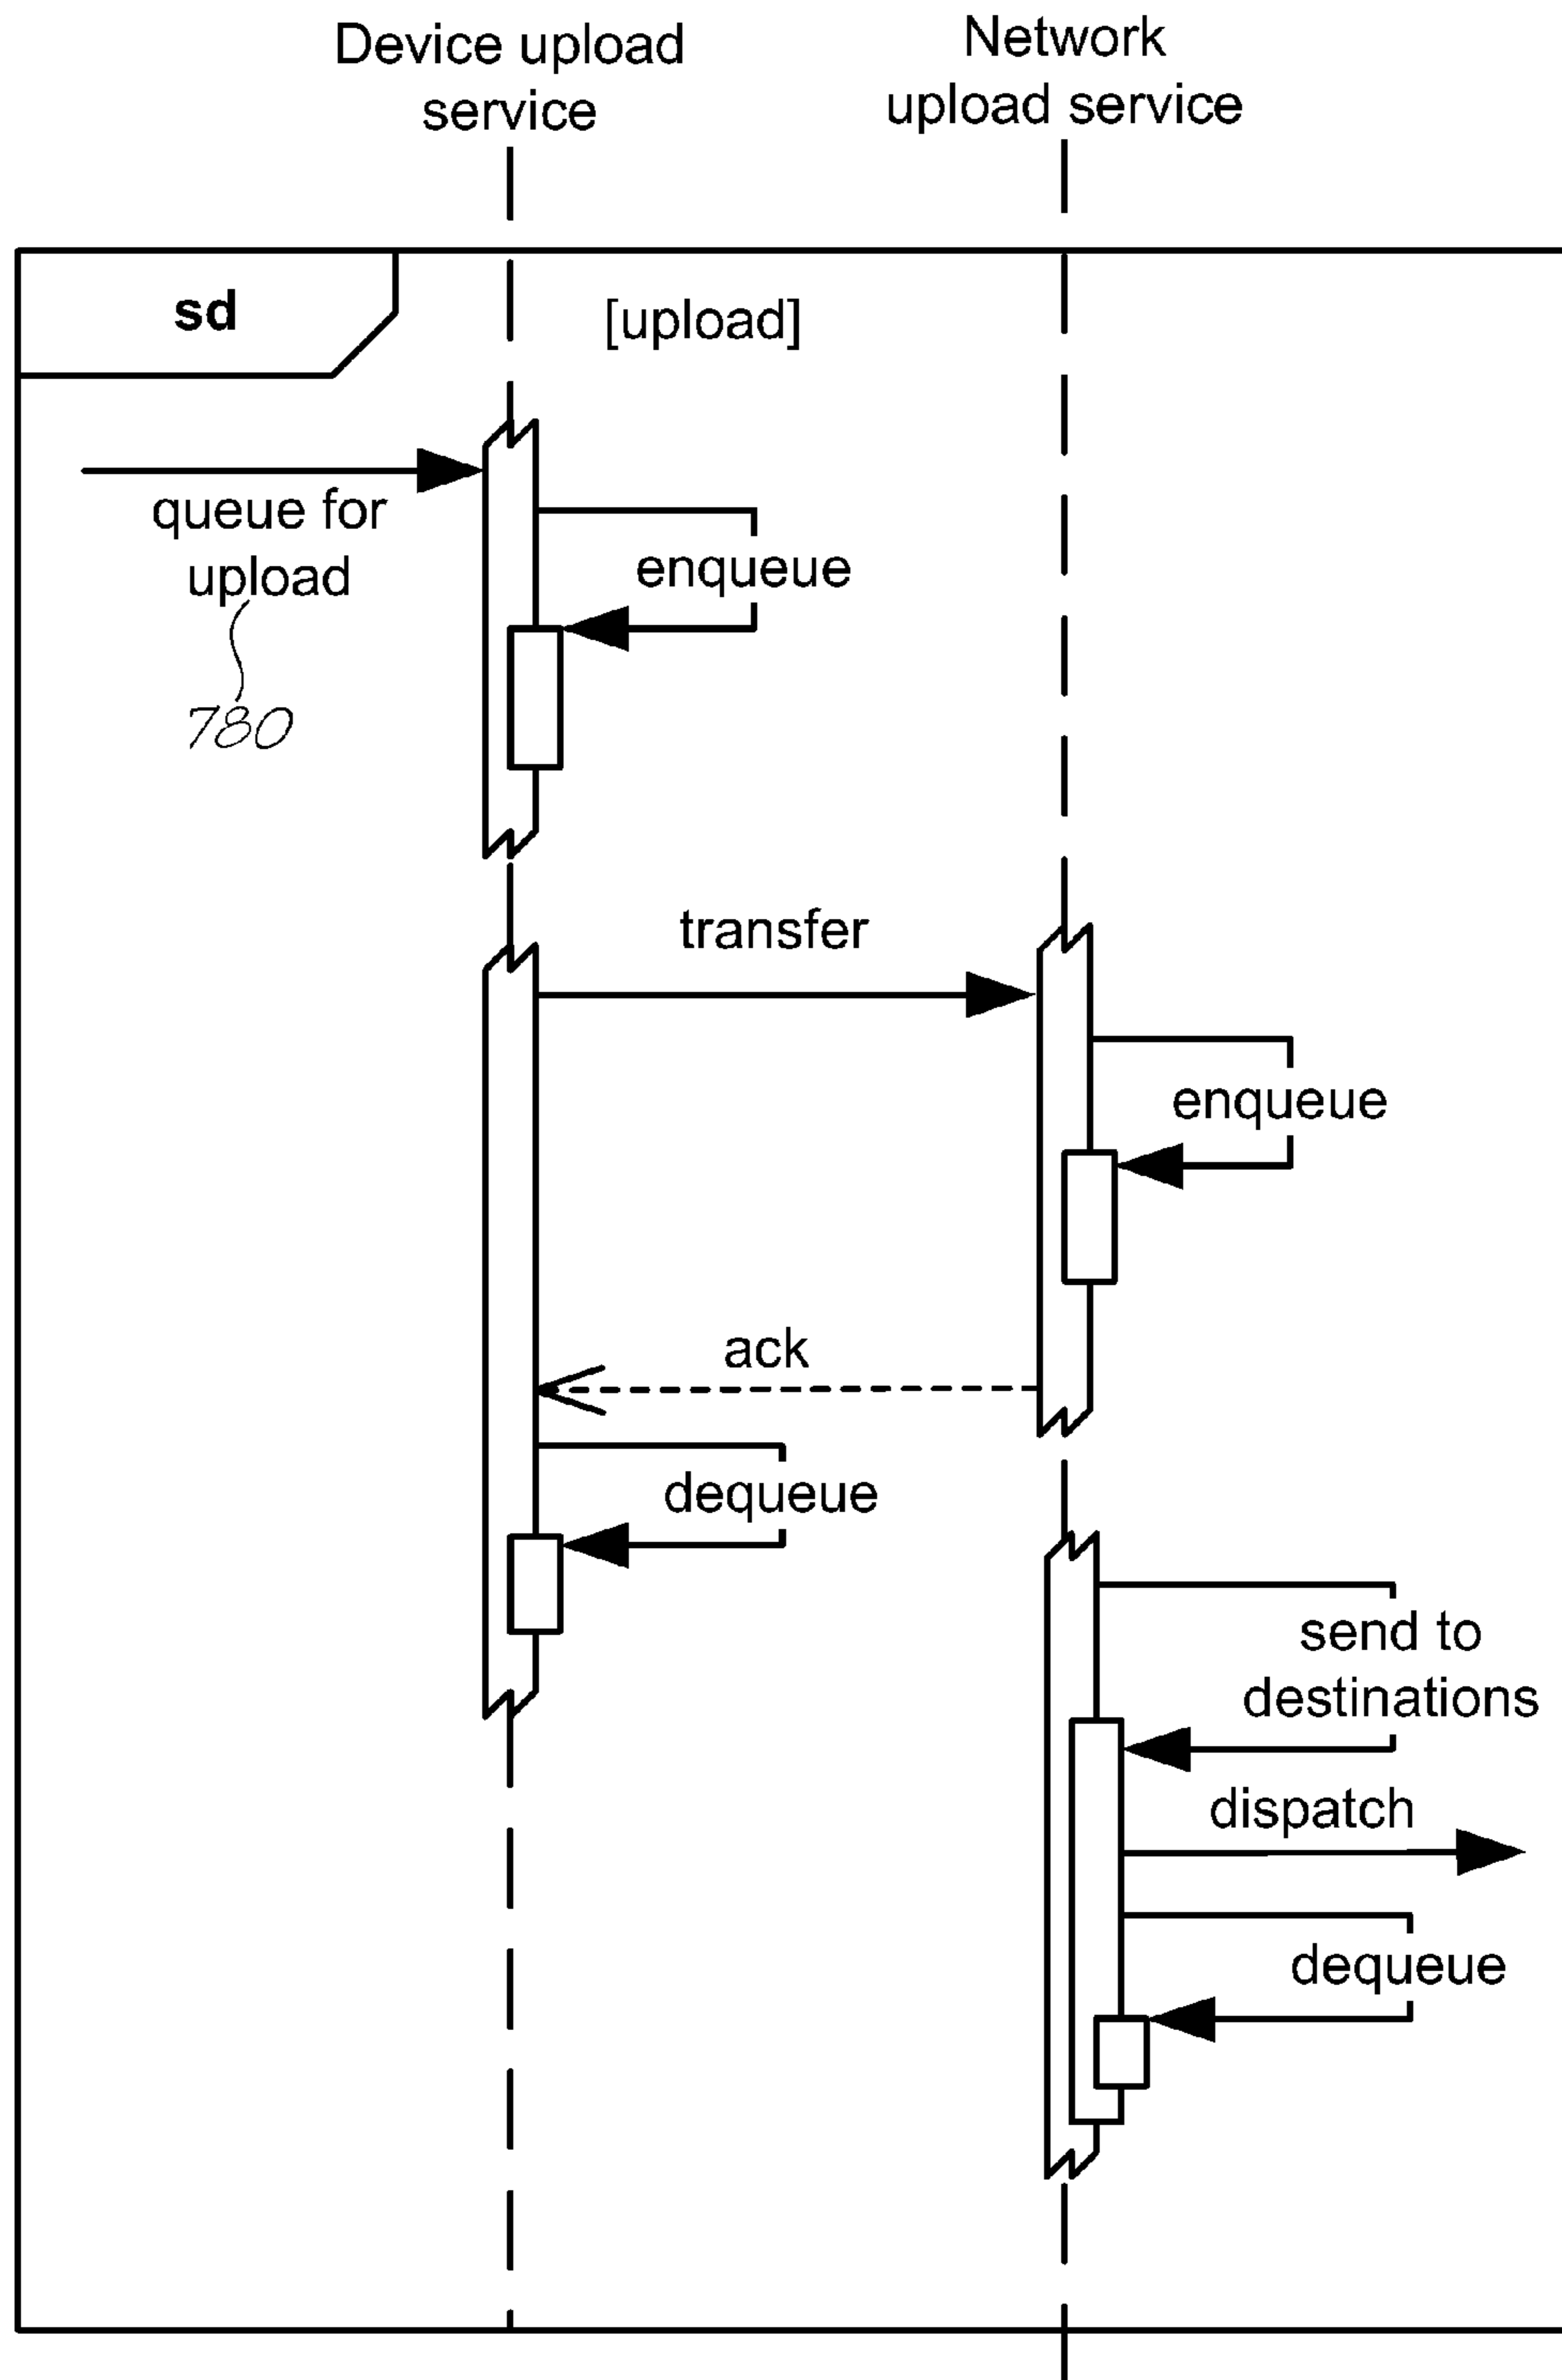 Device upload
service
Network
upload service
sd
[upload]
queue for
upload
780
enqueue
transfer
enqueue
ack
dequeue
send to
destinations
dispatch
dequeue